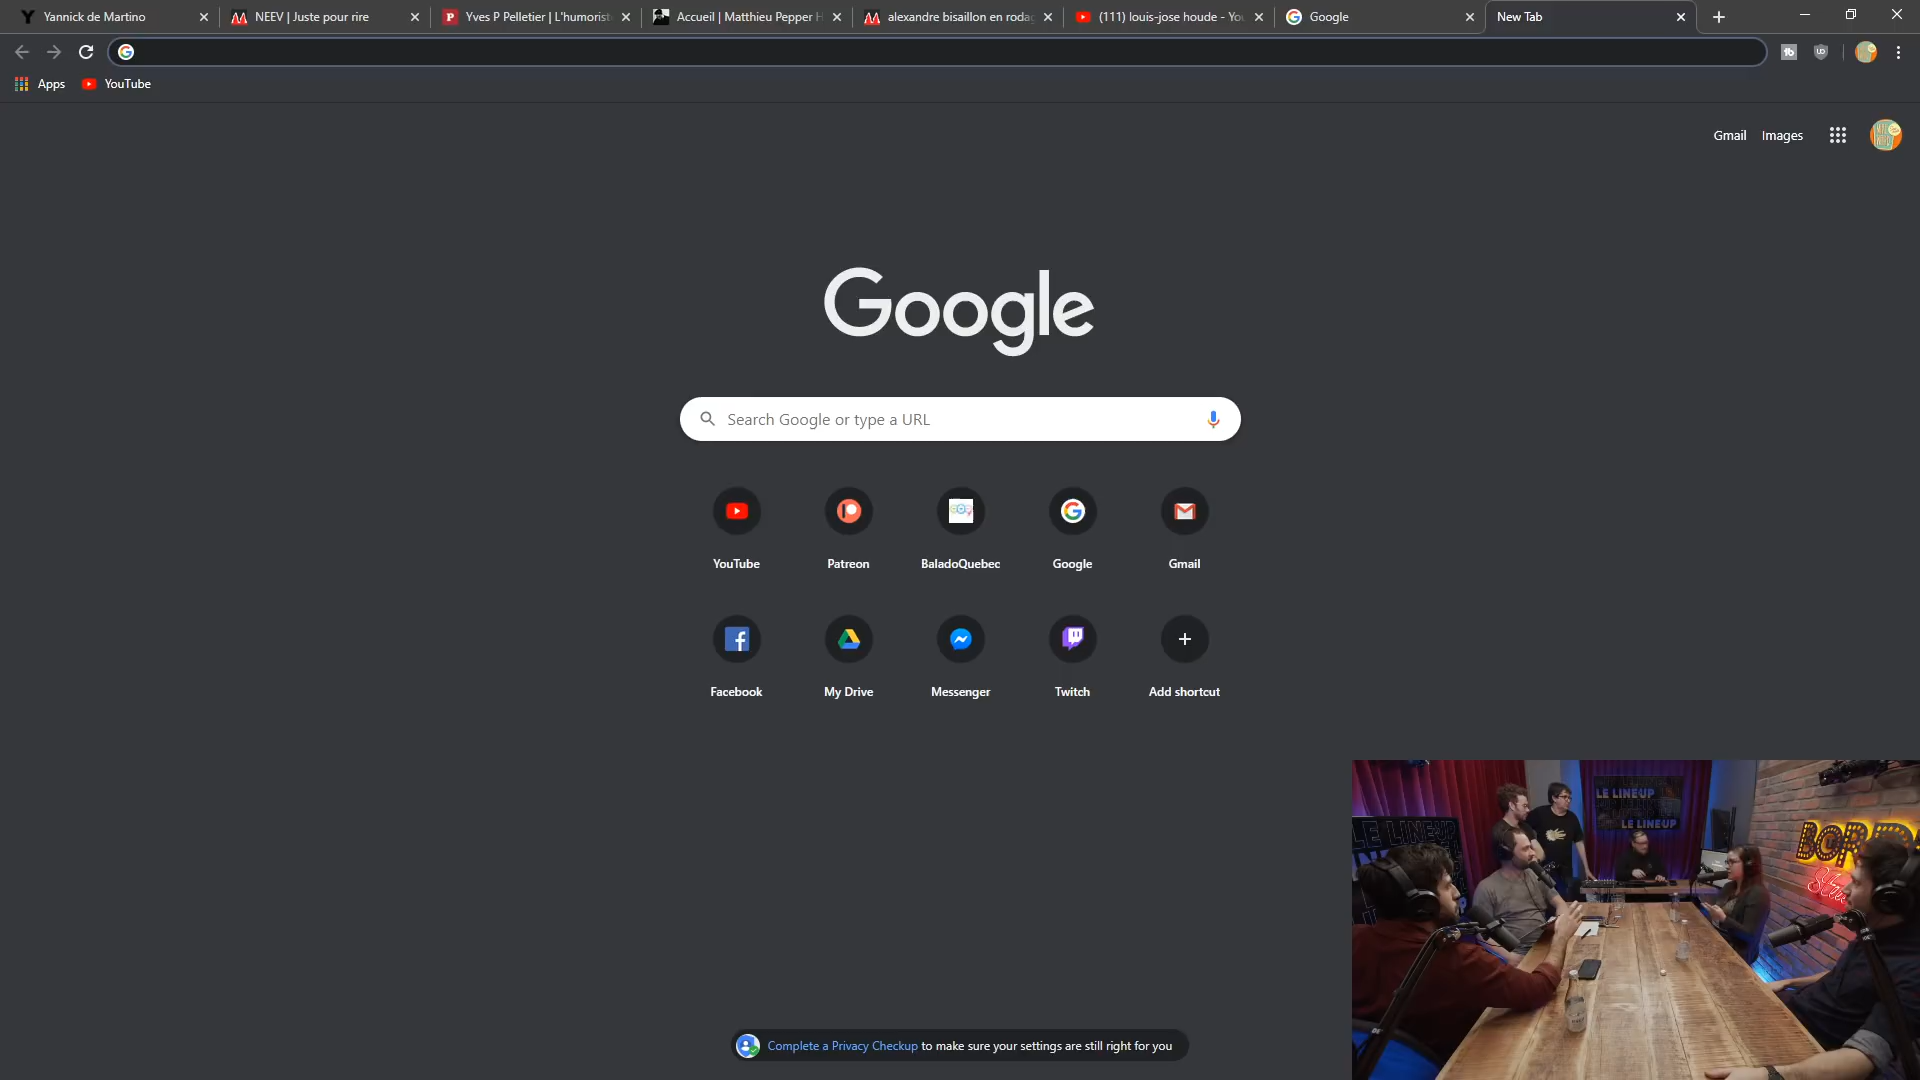 Yannick de Martino
NEEV | Juste pour rire
Yves P Pelletier | L'humorist
Accueil | Matthieu Pepper H
alexandre bisaillon en rodag
(111) louis-jose houde - You
Google
New Tab
Apps
YouTube
Gmail
Images
Google
Search Google or type a URL
YouTube
Patreon
BaladoQuebec
Google
Gmail
Facebook
My Drive
Messenger
Twitch
Add shortcut
LE LINEUP
LE LINEUP
LE LINEUP
BORD
Complete a Privacy Checkup to make sure your settings are still right for you